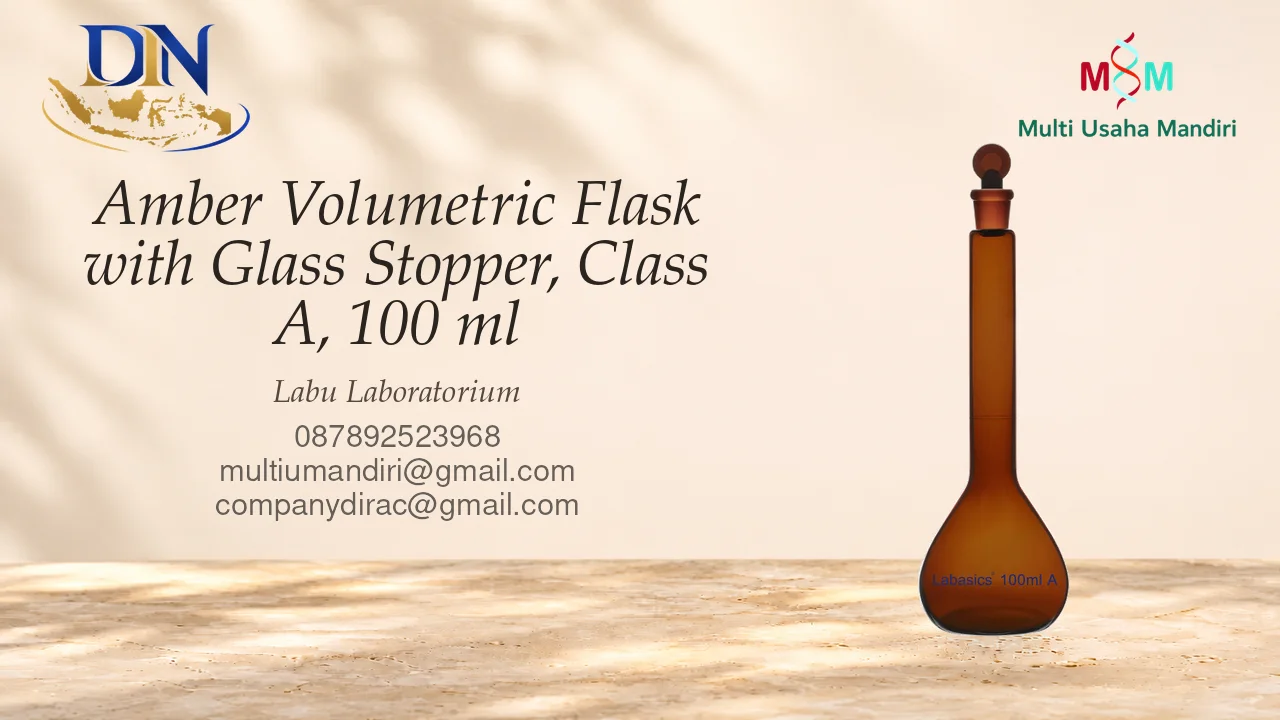 DIN
M M
Multi Usaha Mandiri
Amber Volumetric Flask
with Glass Stopper, Class
A, 100 ml
Labu Laboratorium
087892523968
multiumandiri@gmail.com
companydirac@gmail.com
Labasics® 100ml A